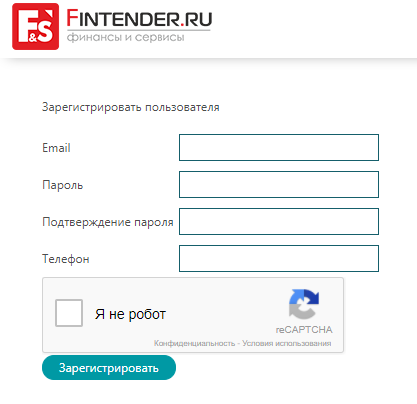 F&S
FINTENDER.RU
финансы и сервисы
Зарегистрировать пользователя
Email
Пароль
Подтверждение пароля
Телефон
Я не робот
reCAPTCHA
Конфиденциальность - Условия использования
Зарегистрировать